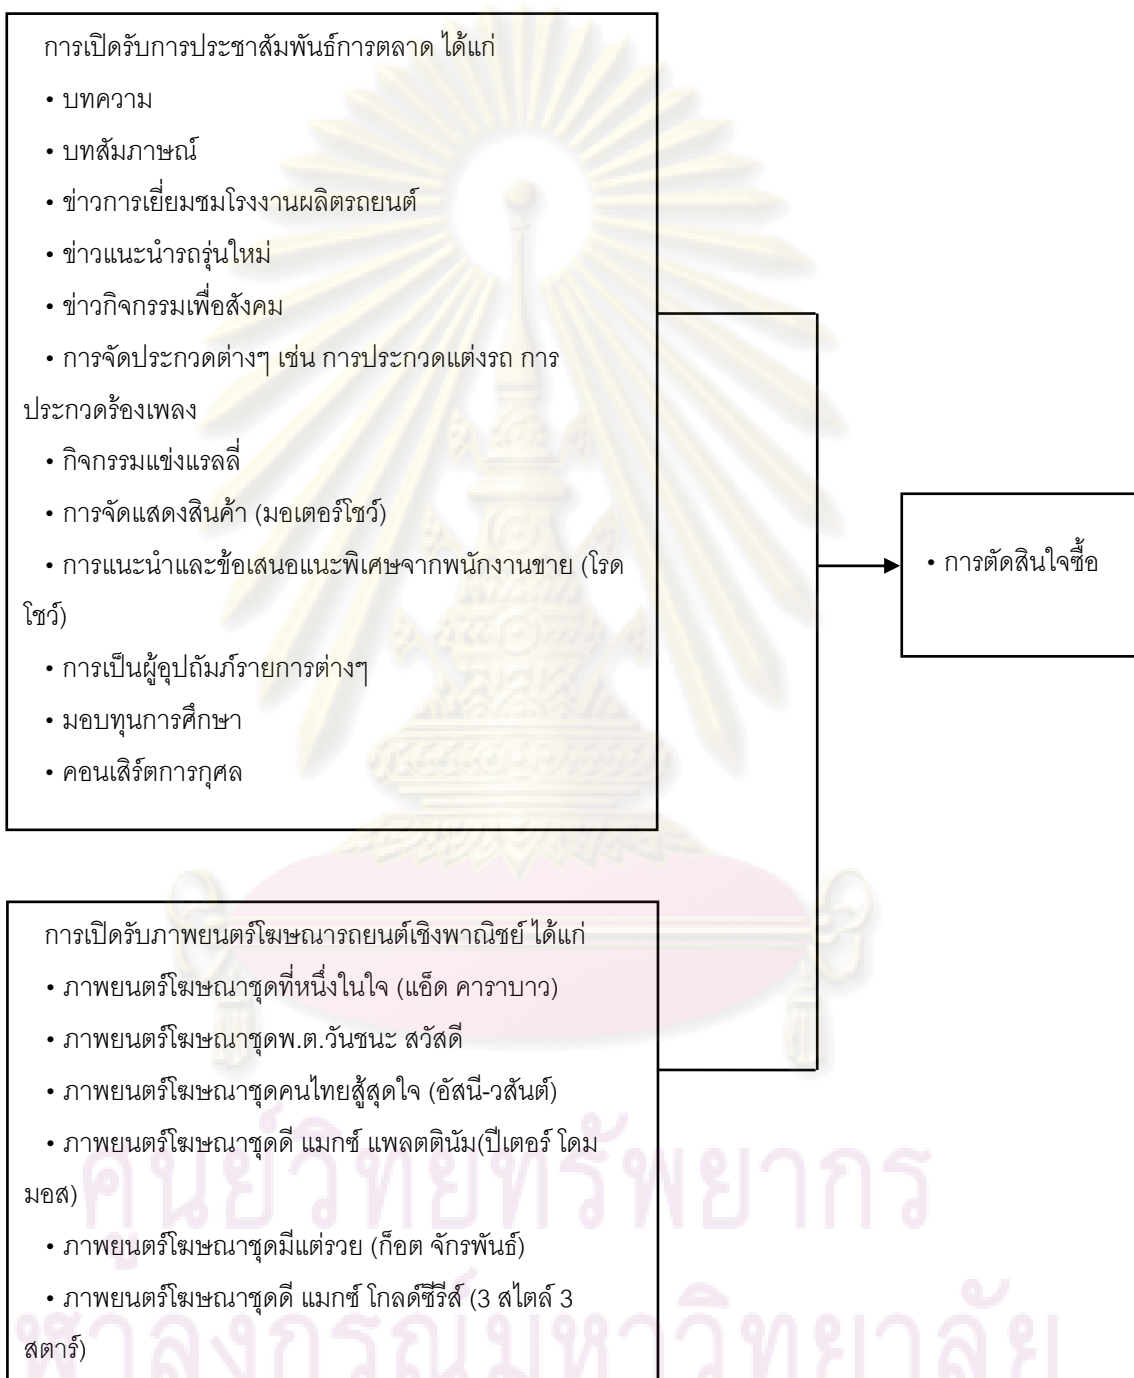 การเปิดรับการประชาสัมพันธ์การตลาด ได้แก่
• บทความ
• บทสัมภาษณ์
• ข่าวการเยี่ยมชมโรงงานผลิตรถยนต์
• ข่าวแนะนำรถรุ่นใหม่
• ข่าวกิจกรรมเพื่อสังคม
• การจัดประกวดต่างๆ เช่น การประกวดแต่งรถ การ
ประกวดร้องเพลง
• กิจกรรมแข่งแรลลี่
• การจัดแสดงสินค้า (มอเตอร์โชว์)
• การแนะนำและข้อเสนอแนะพิเศษจากพนักงานขาย (โรด
โชว์)
• การเป็นผู้อุปถัมภ์รายการต่างๆ
• มอบทุนการศึกษา
• คอนเสิร์ตการกุศล
• การตัดสินใจซื้อ
การเปิดรับภาพยนตร์โฆษณารถยนต์เชิงพาณิชย์ ได้แก่
• ภาพยนตร์โฆษณาชุดที่หนึ่งในใจ (แอ็ด คาราบาว)
• ภาพยนตร์โฆษณาชุดพ.ต.วันชนะ สวัสดี
• ภาพยนตร์โฆษณาชุดคนไทยสู้สุดใจ (อัสนี-วสันต์)
• ภาพยนตร์โฆษณาชุดดี แมกซ์ แพลตตินัม(ปีเตอร์ โดม
มอส)
• ภาพยนตร์โฆษณาชุดมีแต่รวย (ก็อต จักรพันธ์)
• ภาพยนตร์โฆษณาชุดดี แมกซ์ โกลด์ซีรีส์ (3 สไตล์ 3
สตาร์)
ศูนย์วิทยทรัพยากร
ฬาลงกรณ์มหาวิทยาลัย